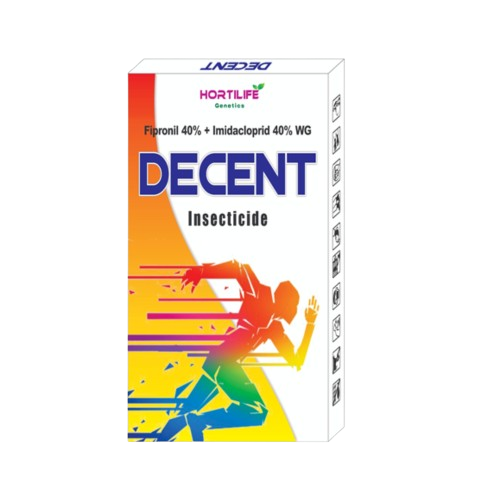 DECENT
HORTILIFE
Genetics
Fipronil 40% + Imidacloprid 40% WG
DECENT
Insecticide